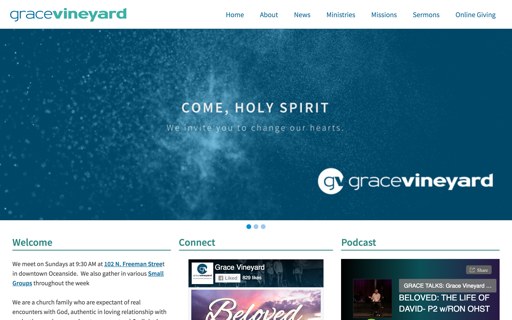 gracevineyard
Home About News Ministries Missions Sermons Online Giving
COME, HOLY SPIRIT
We invite you to change our hearts.
gv gracevineyard
Welcome
We meet on Sundays at 9:30 AM at 102 N. Freeman Street
in downtown Oceanside. We also gather in various Small
Groups throughout the week
We are a church family who are expectant of real
encounters with God, authentic in loving relationship with
Connect
Grace Vineyard
Liked 829 likes
Beloved
Podcast
Share
GRACE TALKS: Grace Vineyard ...
BELOVED: THE LIFE OF
DAVID- P2 w/RON OHST